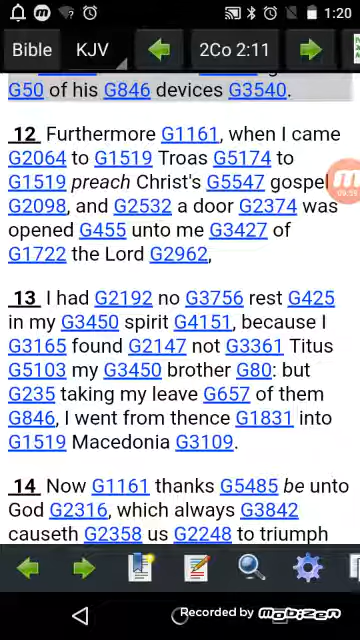 1:20
Bible KJV 2Co 2:11
G50 of his G846 devices G3540.
12 Furthermore G1161, when I came
G2064 to G1519 Troas G5174 to
G1519 preach Christ's G5547 gospel
G2098, and G2532 a door G2374 was
opened G455 unto me G3427 of
G1722 the Lord G2962,
13 I had G2192 no G3756 rest G425
in my G3450 spirit G4151, because I
G3165 found G2147 not G3361 Titus
G5103 my G3450 brother G80: but
G235 taking my leave G657 of them
G846, I went from thence G1831 into
G1519 Macedonia G3109.
14 Now G1161 thanks G5485 be unto
God G2316, which always G3842
causeth G2358 us G2248 to triumph
Recorded by mobizen